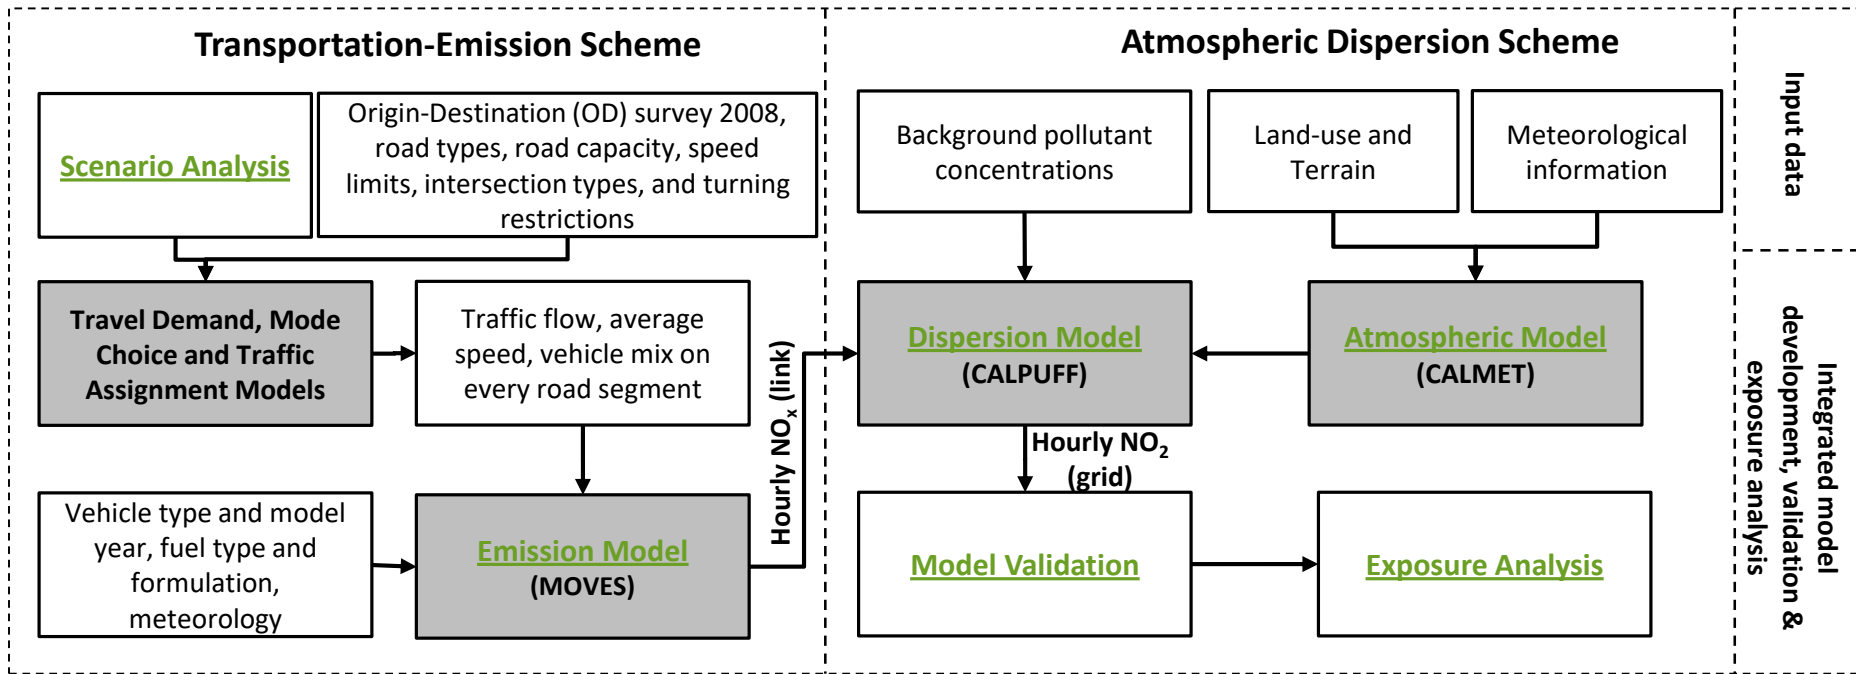 Transportation-Emission Scheme
Scenario Analysis
Origin-Destination (OD) survey 2008,
road types, road capacity, speed
limits, intersection types, and turning
restrictions
Travel Demand, Mode
Choice and Traffic
Assignment Models
Traffic flow, average
speed, vehicle mix on
every road segment
Vehicle type and model
year, fuel type and
formulation,
meteorology
Emission Model
(MOVES)
Hourly NOx (link)
Atmospheric Dispersion Scheme
Background pollutant
concentrations
Land-use and
Terrain
Meteorological
information
Dispersion Model
(CALPUFF)
Atmospheric Model
(CALMET)
Hourly NO2
(grid)
Model Validation
Exposure Analysis
Input data
Integrated model
development, validation &
exposure analysis